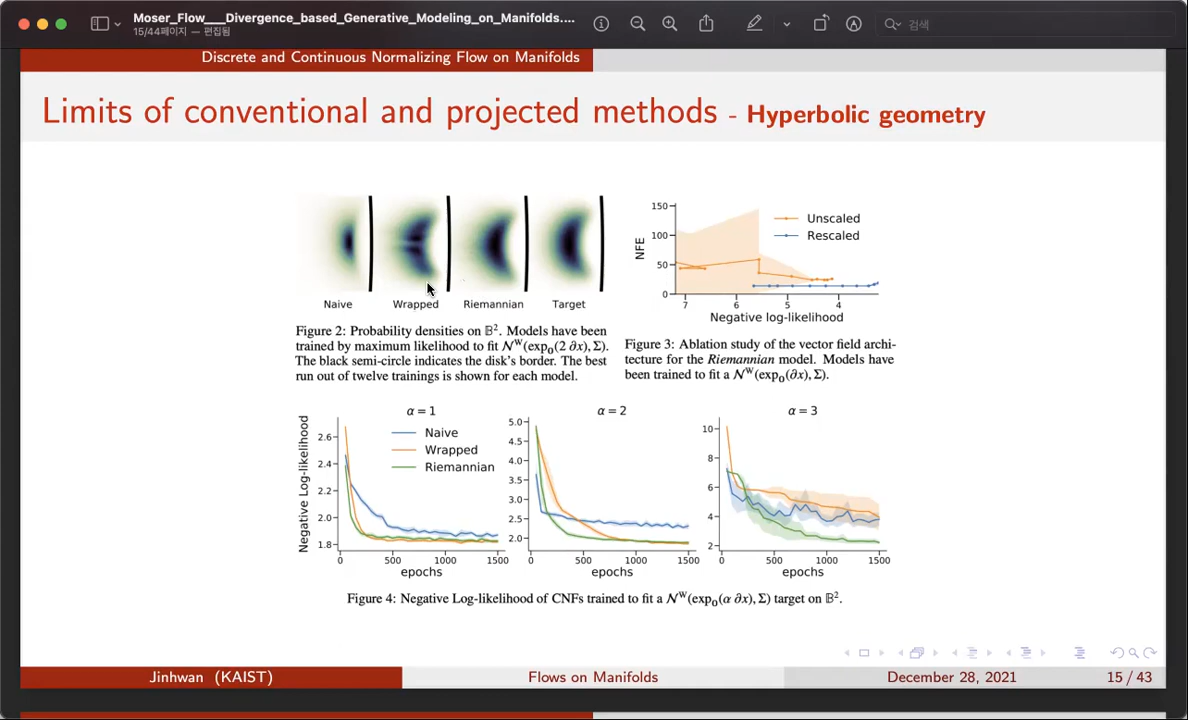 Moser_Flow___Divergence_based_Generative_Modeling_on_Manifolds....
15/44페이지 — 편집됨
검색
Discrete and Continuous Normalizing Flow on Manifolds
Limits of conventional and projected methods - Hyperbolic geometry
Naive Wrapped Riemannian Target
Figure 2: Probability densities on 𝔹². Models have been
trained by maximum likelihood to fit 𝒩ᵂ(exp₀(2 ∂x), Σ).
The black semi-circle indicates the disk's border. The best
run out of twelve trainings is shown for each model.
150
100
50
0
NFE
Unscaled
Rescaled
7 6 5 4
Negative log-likelihood
Figure 3: Ablation study of the vector field archi-
tecture for the Riemannian model. Models have
been trained to fit a 𝒩ᵂ(exp₀(∂x), Σ).
α = 1
Negative Log-likelihood
2.6
2.4
2.2
2.0
1.8
Naive
Wrapped
Riemannian
0 500 1000 1500
epochs
α = 2
5.0
4.5
4.0
3.5
3.0
2.5
2.0
0 500 1000 1500
epochs
α = 3
10
8
6
4
2
0 500 1000 1500
epochs
Figure 4: Negative Log-likelihood of CNFs trained to fit a 𝒩ᵂ(exp₀(α ∂x), Σ) target on 𝔹².
Jinhwan (KAIST) Flows on Manifolds December 28, 2021 15 / 43